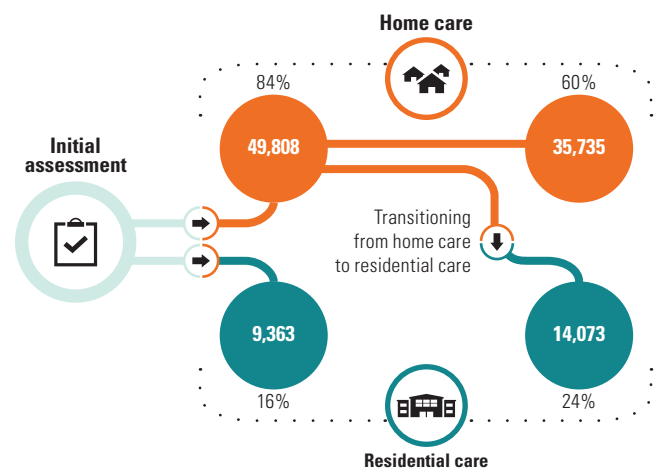 Home care
84%
60%
Initial
assessment
49,808
35,735
Transitioning
from home care
to residential care
9,363
14,073
16%
24%
Residential care